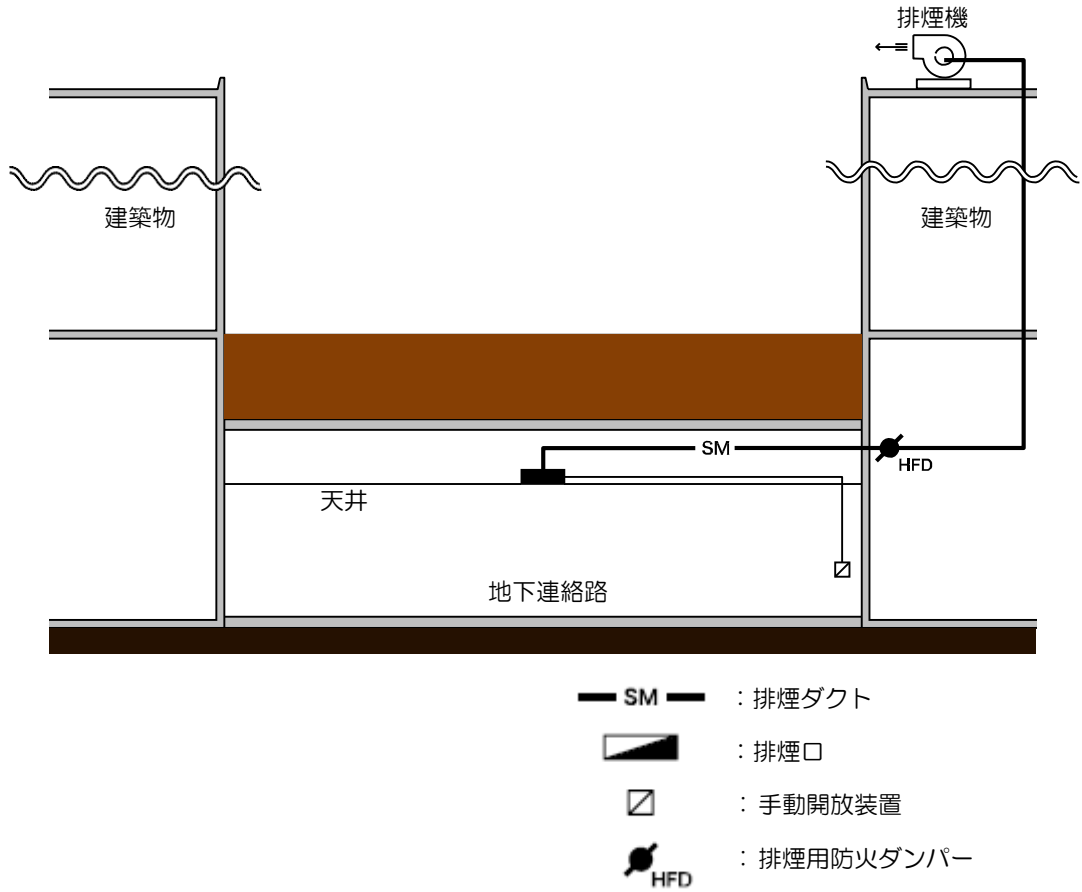 排煙機
建築物
建築物
SM
HFD
天井
地下連絡路
SM ：排煙ダクト
：排煙口
：手動開放装置
HFD ：排煙用防火ダンパー